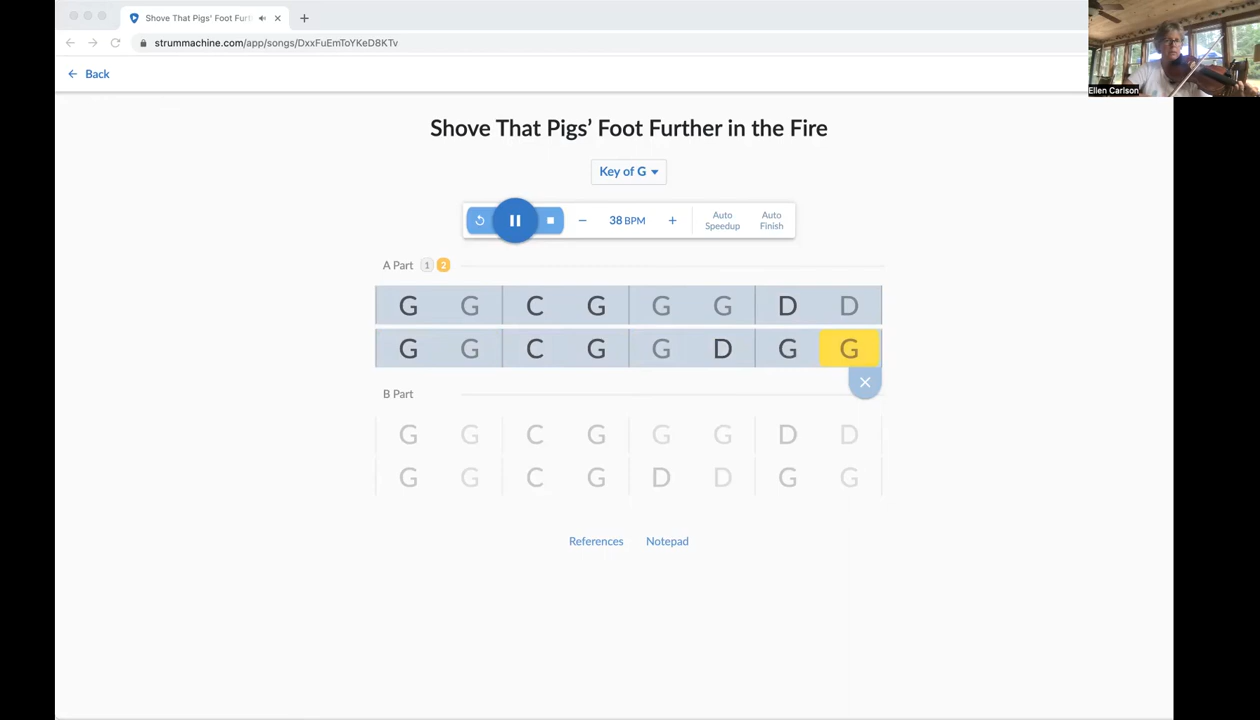 Shove That Pigs' Foot Furth
strummachine.com/app/songs/DxxFuEmToYKeD8KTv
Back
Ellen Carlson
Shove That Pigs’ Foot Further in the Fire
Key of G
38 BPM
Auto Speedup
Auto Finish
A Part 1 2
G G C G G G D D
G G C G G D G G
B Part
G G C G G G D D
G G C G D D G G
References Notepad